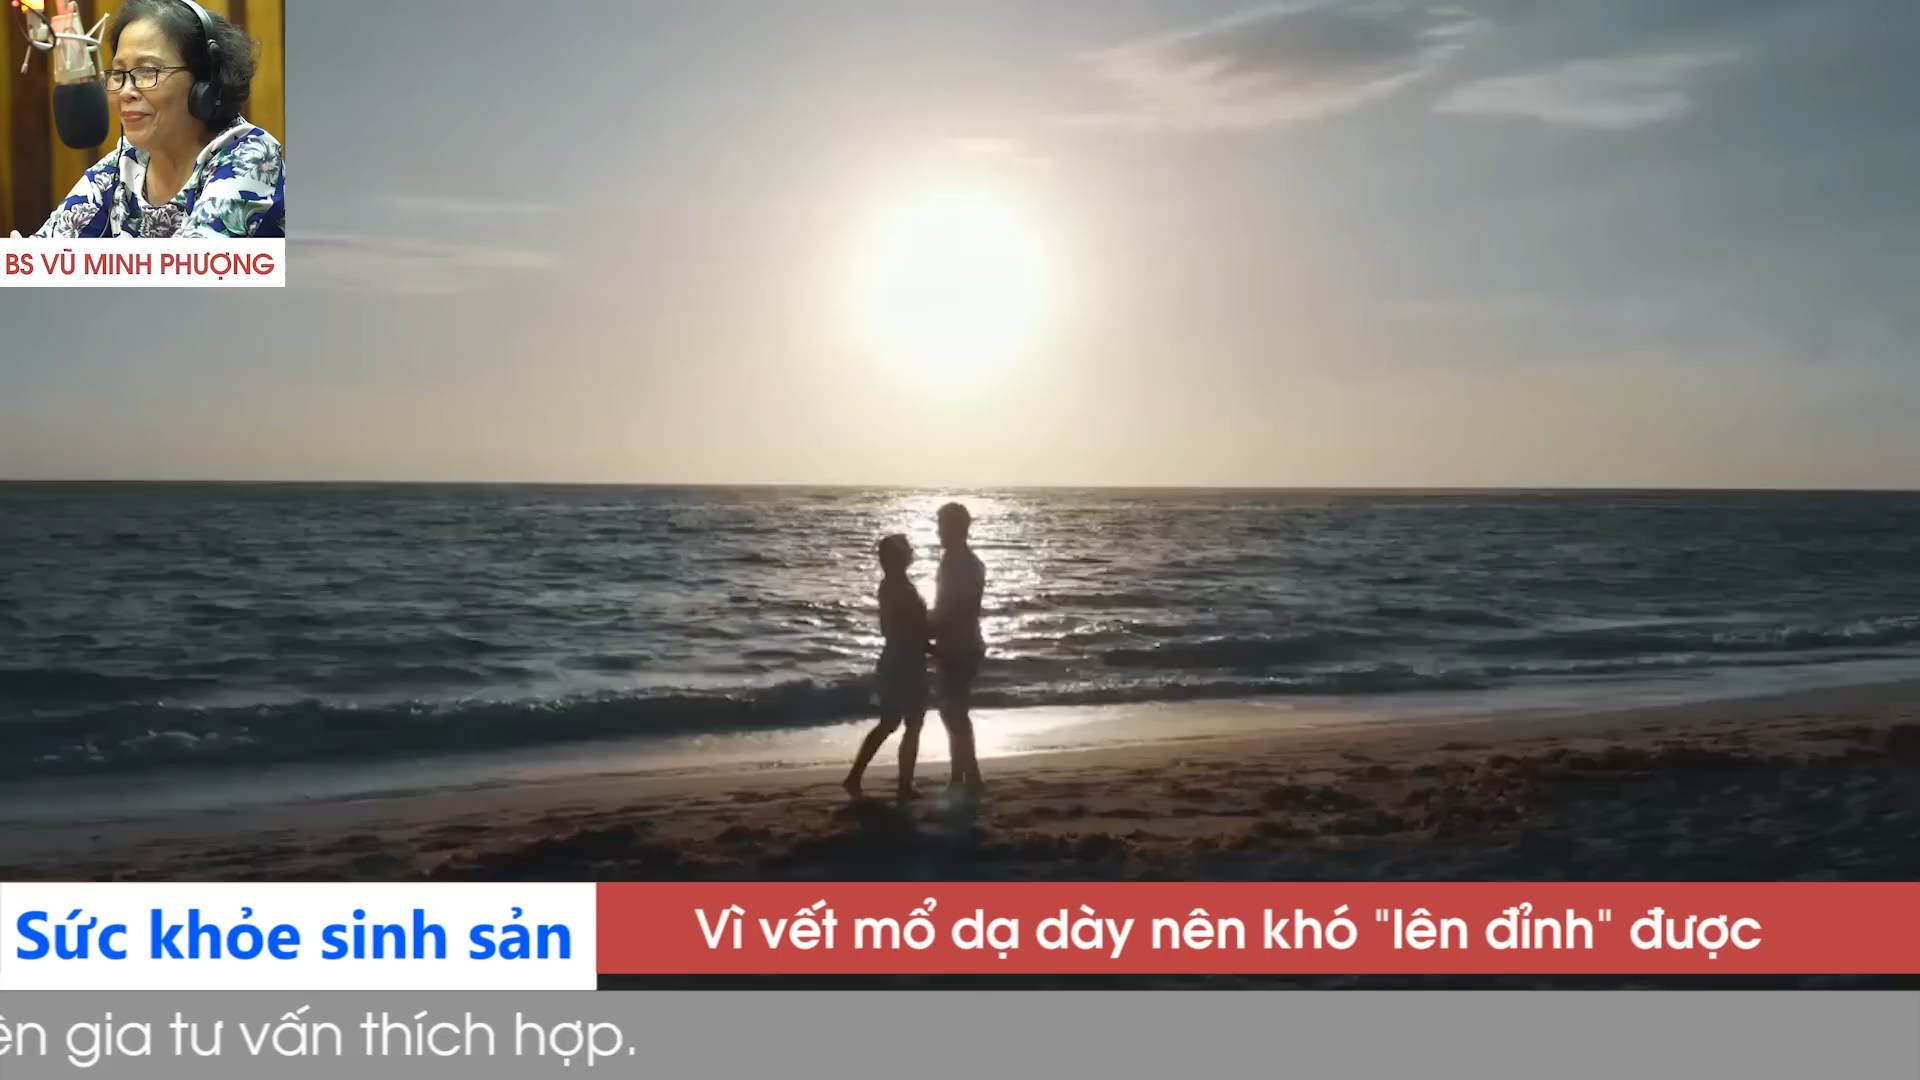 BS VŨ MINH PHƯỢNG
Sức khỏe sinh sản
Vì vết mổ dạ dày nên khó "lên đỉnh" được
gia tư vấn thích hợp.